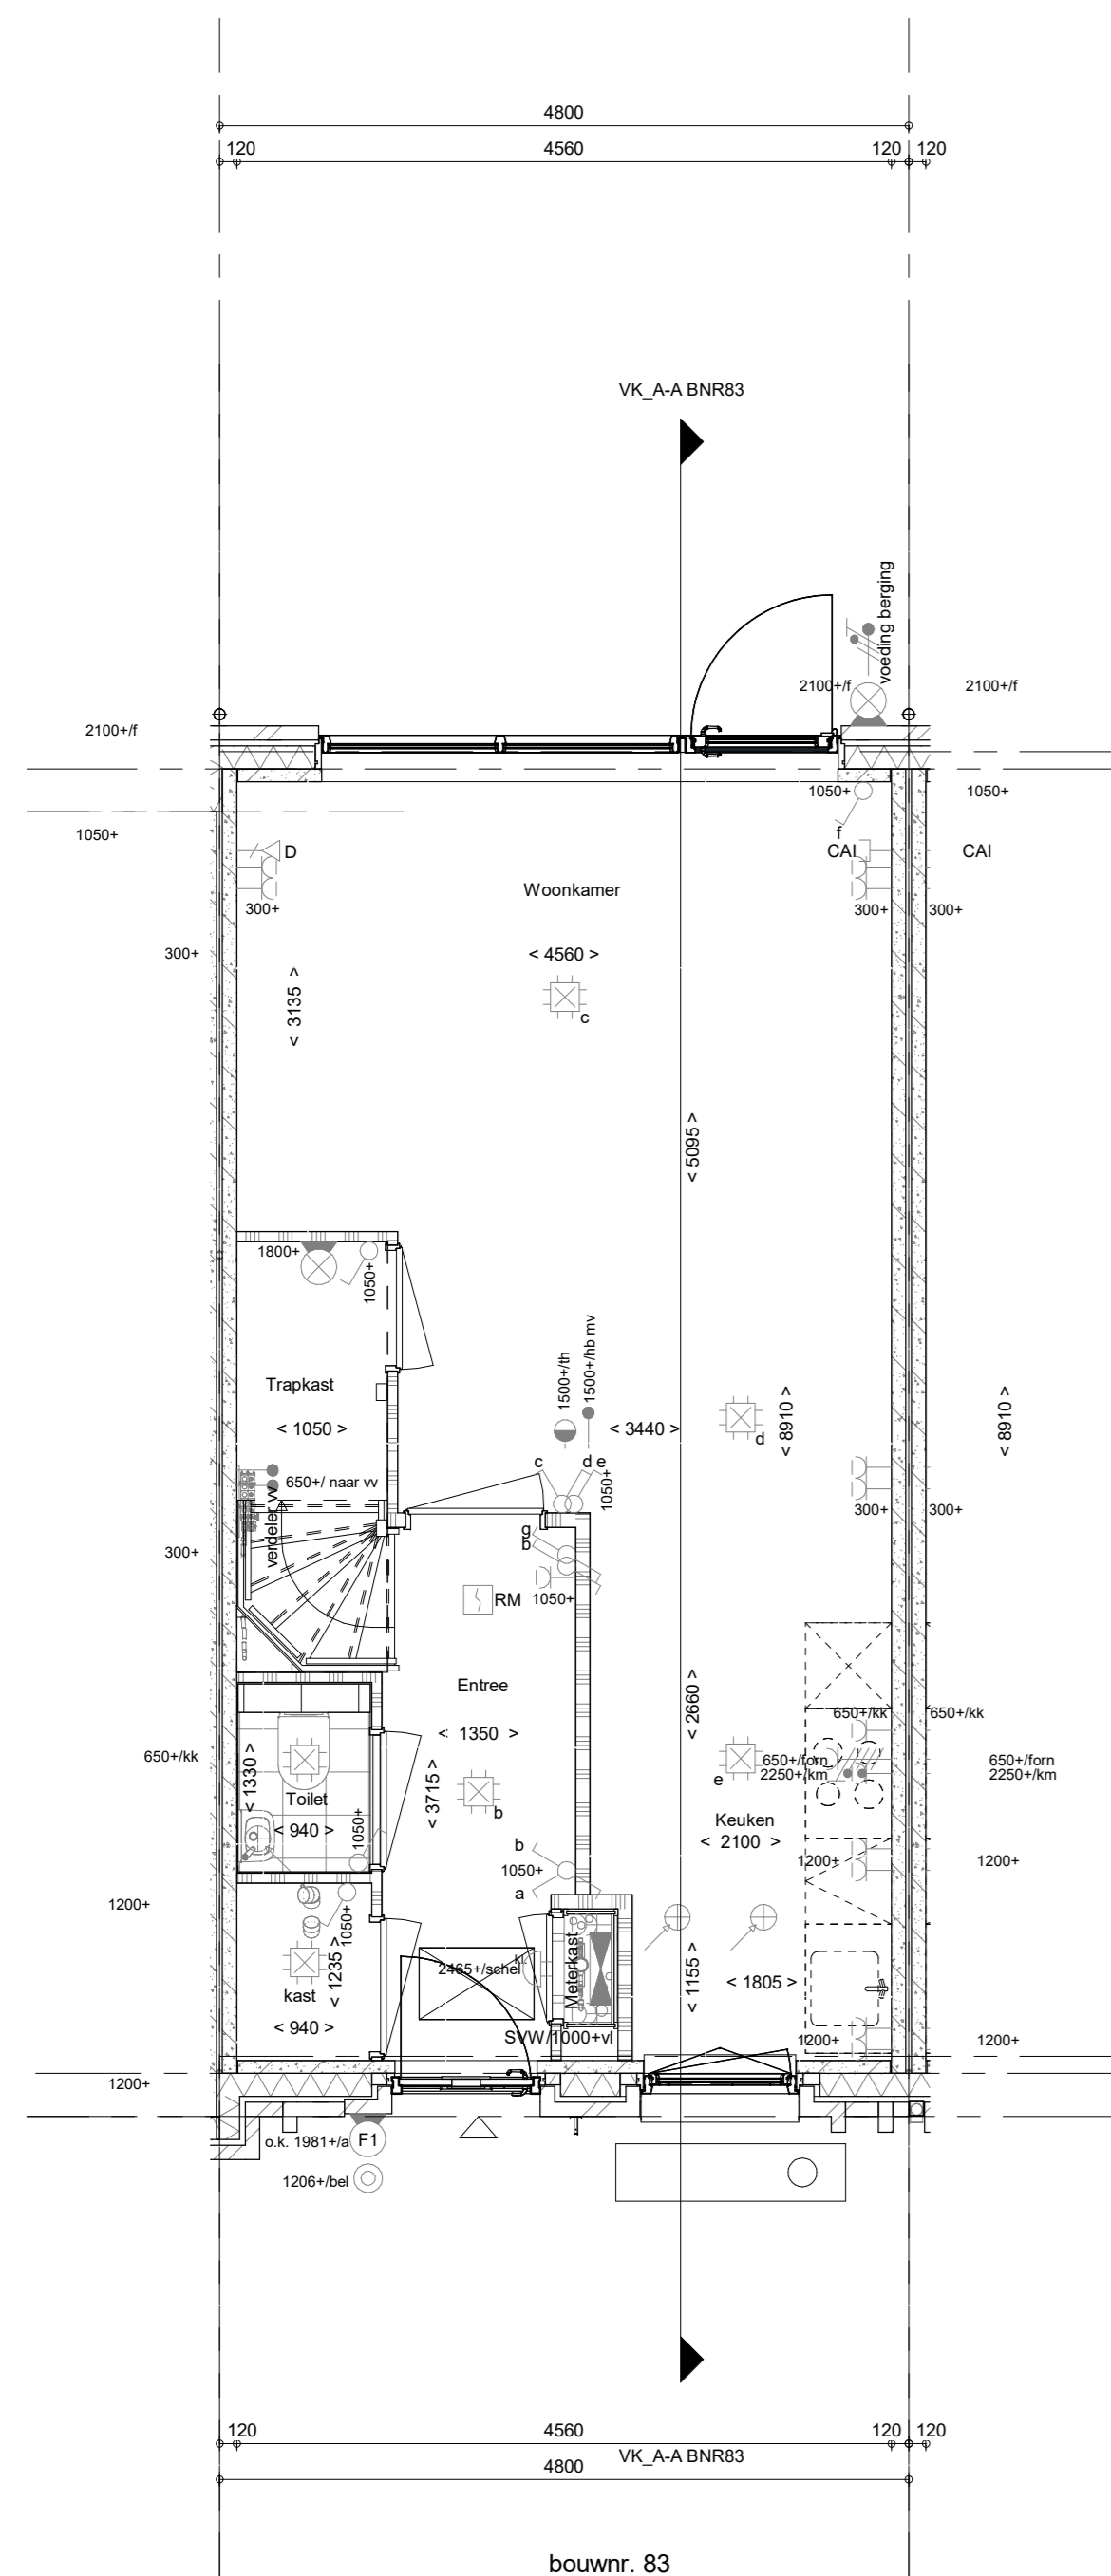 4800
120 4560 120 120
VK_A-A BNR83
voeding berging
2100+/f 2100+/f
2100+/f
1050+ 1050+
1050+
f
D CAI CAI
Woonkamer
300+ 300+ 300+
300+ < 4560 >
< 3135 >
c
< 5095 >
1800+
1050+
1500+/th
1500+/hb mv
Trapkast
< 1050 > < 3440 >
d
< 8910 > < 8910 >
c d e
1050+
650+/ naar vv
verdeler vv
300+ 300+
g
b
300+
RM 1050+
Entree
< 2660 >
650+/kk 650+/kk
< 1350 >
650+/kk
650+/forn 650+/forn
2250+/km 2250+/km
e
< 1330 >
Toilet
< 3715 >
b
Keuken
< 940 > < 2100 >
1050+
b
1050+
a
1200+ 1200+
1200+
1050+
Meterkast
kl.
2465+/schel
< 1235 >
kast
< 1155 >
< 1805 >
< 940 >
SVW/1000+vl
1200+ 1200+
1200+
o.k. 1981+/a F1
1206+/bel
120 4560 120 120
VK_A-A BNR83
4800
bouwnr. 83